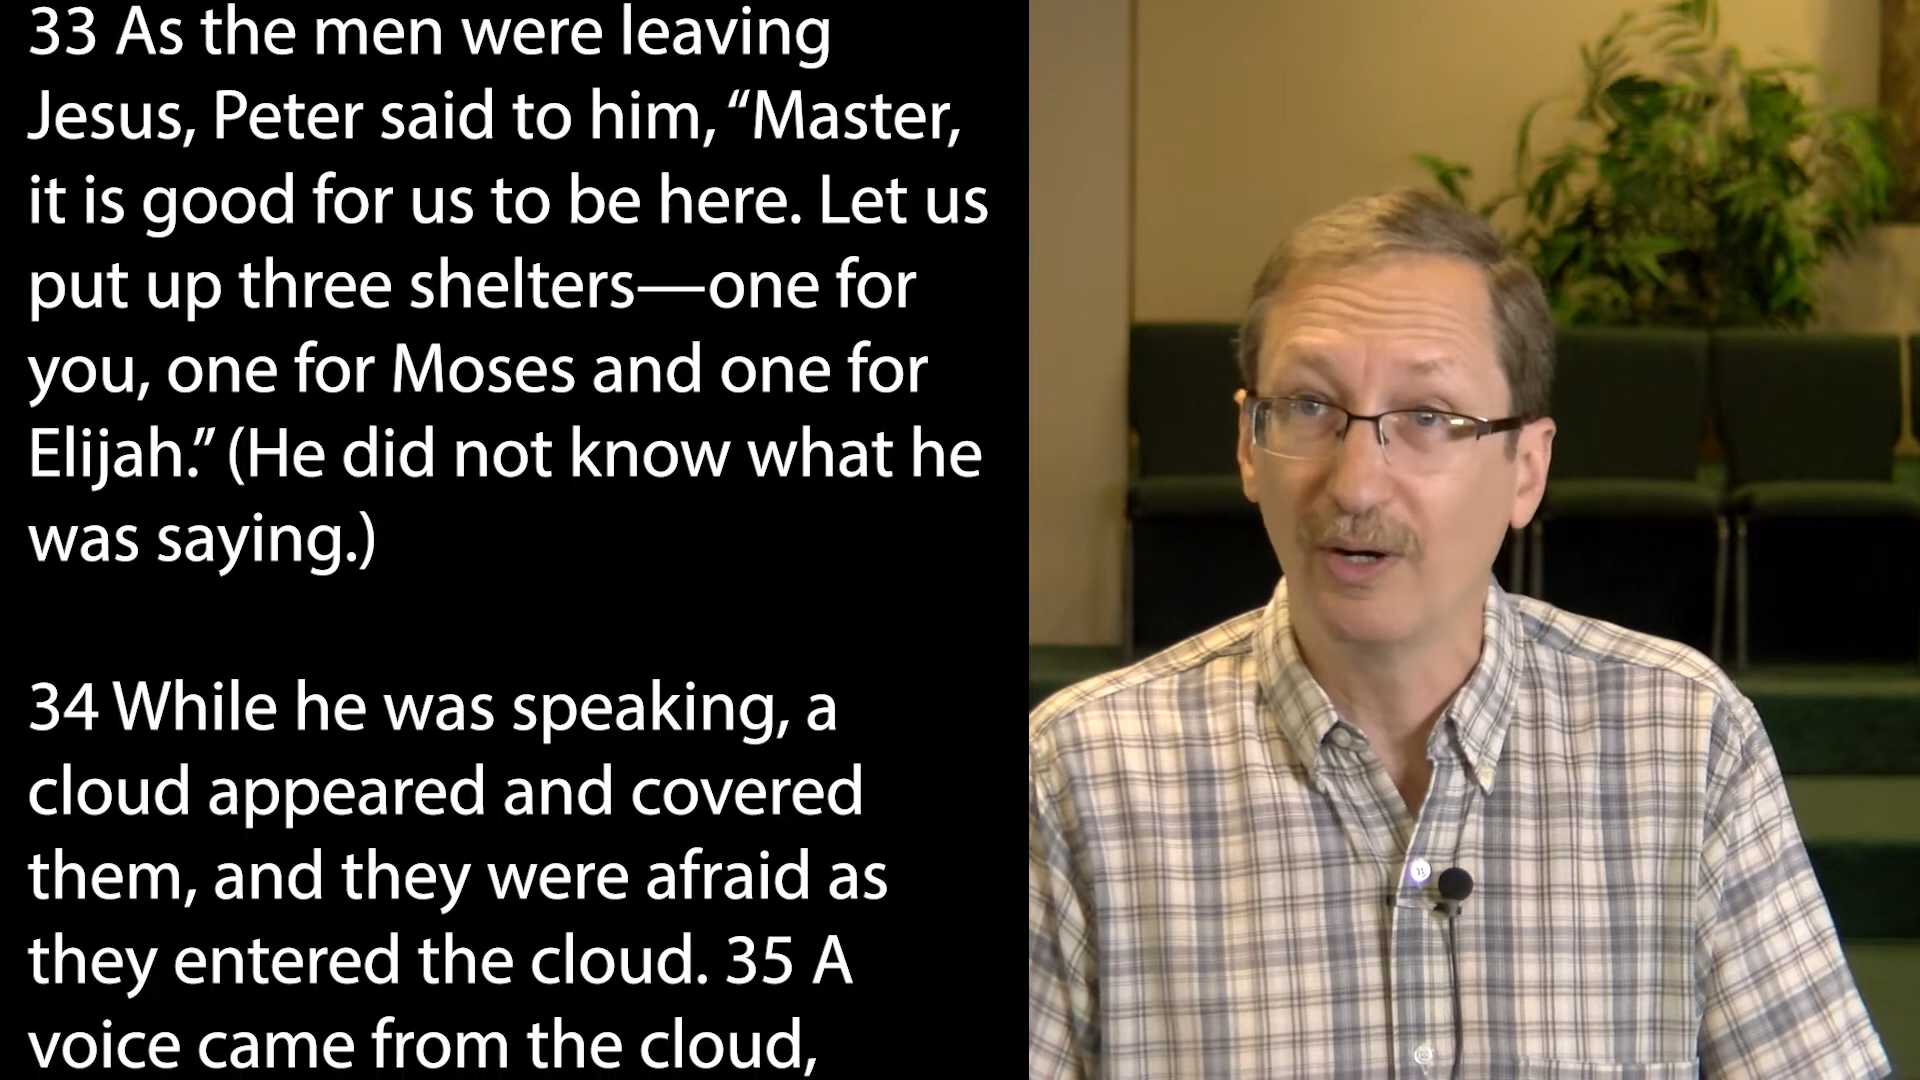 33 As the men were leaving
Jesus, Peter said to him, “Master,
it is good for us to be here. Let us
put up three shelters—one for
you, one for Moses and one for
Elijah.” (He did not know what he
was saying.)
34 While he was speaking, a
cloud appeared and covered
them, and they were afraid as
they entered the cloud. 35 A
voice came from the cloud,